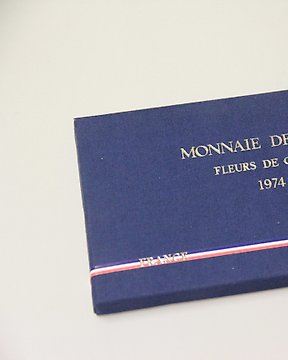 MONNAIE DE
FLEURS DE
1974
FRANCE